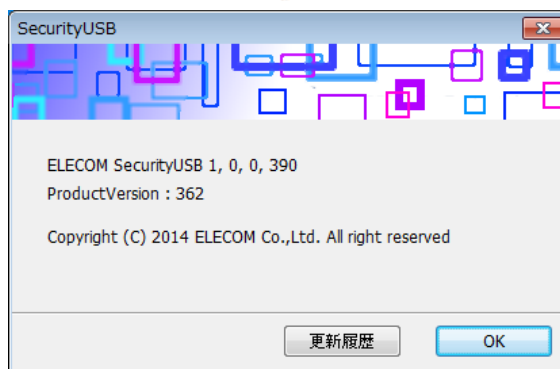 SecurityUSB
ELECOM SecurityUSB 1, 0, 0, 390
ProductVersion : 362
Copyright (C) 2014 ELECOM Co.,Ltd. All right reserved
更新履歴
OK